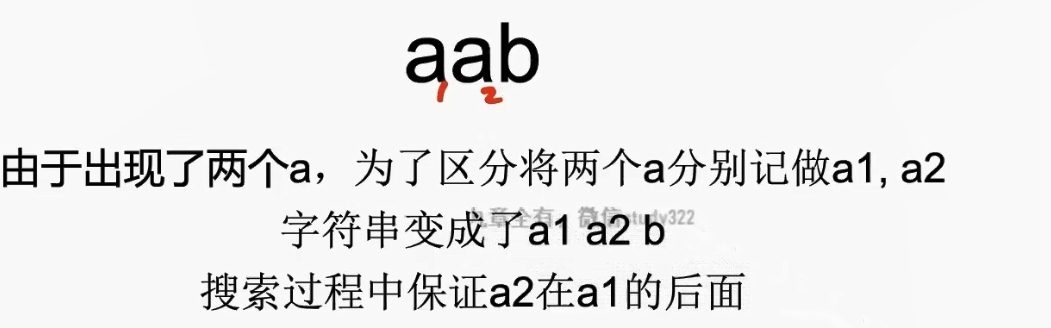 aab
1 2
由于出现了两个a，为了区分将两个a分别记做a1, a2
字符串变成了a1 a2 b
搜索过程中保证a2在a1的后面